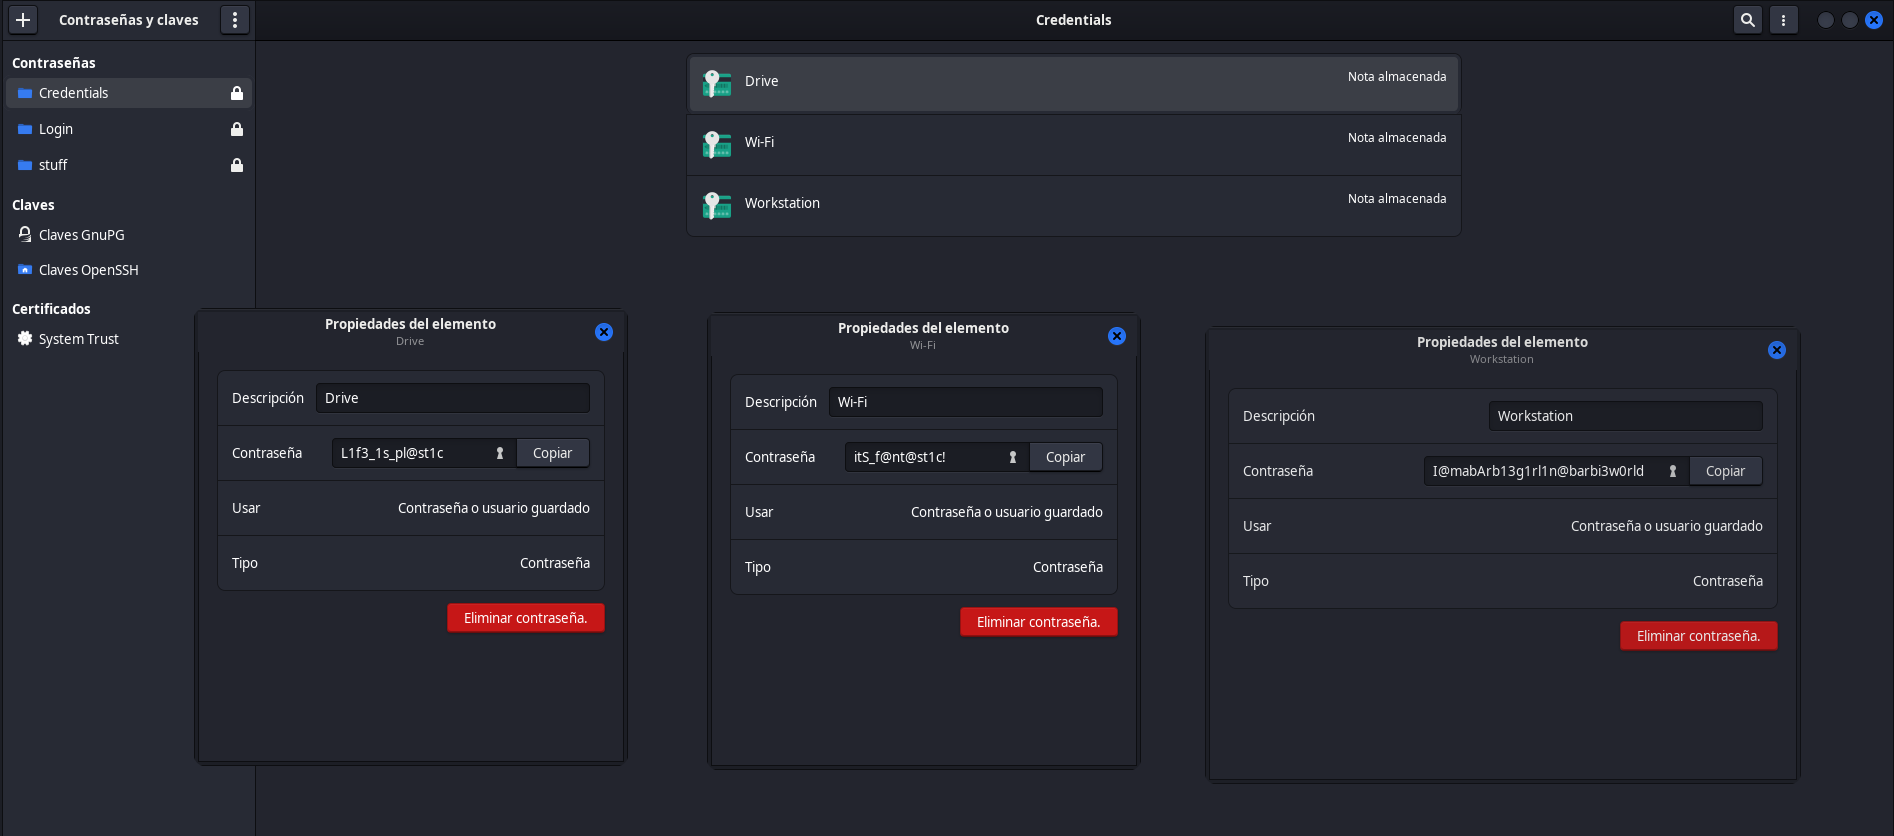 Contraseñas y claves
Credentials
Contraseñas
Credentials
Login
stuff
Claves
Claves GnuPG
Claves OpenSSH
Certificados
System Trust
Drive
Nota almacenada
Wi-Fi
Nota almacenada
Workstation
Nota almacenada
Propiedades del elemento
Drive
Descripción Drive
Contraseña L1f3_1s_pl@st1c Copiar
Usar Contraseña o usuario guardado
Tipo Contraseña
Eliminar contraseña.
Propiedades del elemento
Wi-Fi
Descripción Wi-Fi
Contraseña itS_f@nt@st1c! Copiar
Usar Contraseña o usuario guardado
Tipo Contraseña
Eliminar contraseña.
Propiedades del elemento
Workstation
Descripción Workstation
Contraseña I@mabArb13g1rl1n@barbi3w0rld Copiar
Usar Contraseña o usuario guardado
Tipo Contraseña
Eliminar contraseña.